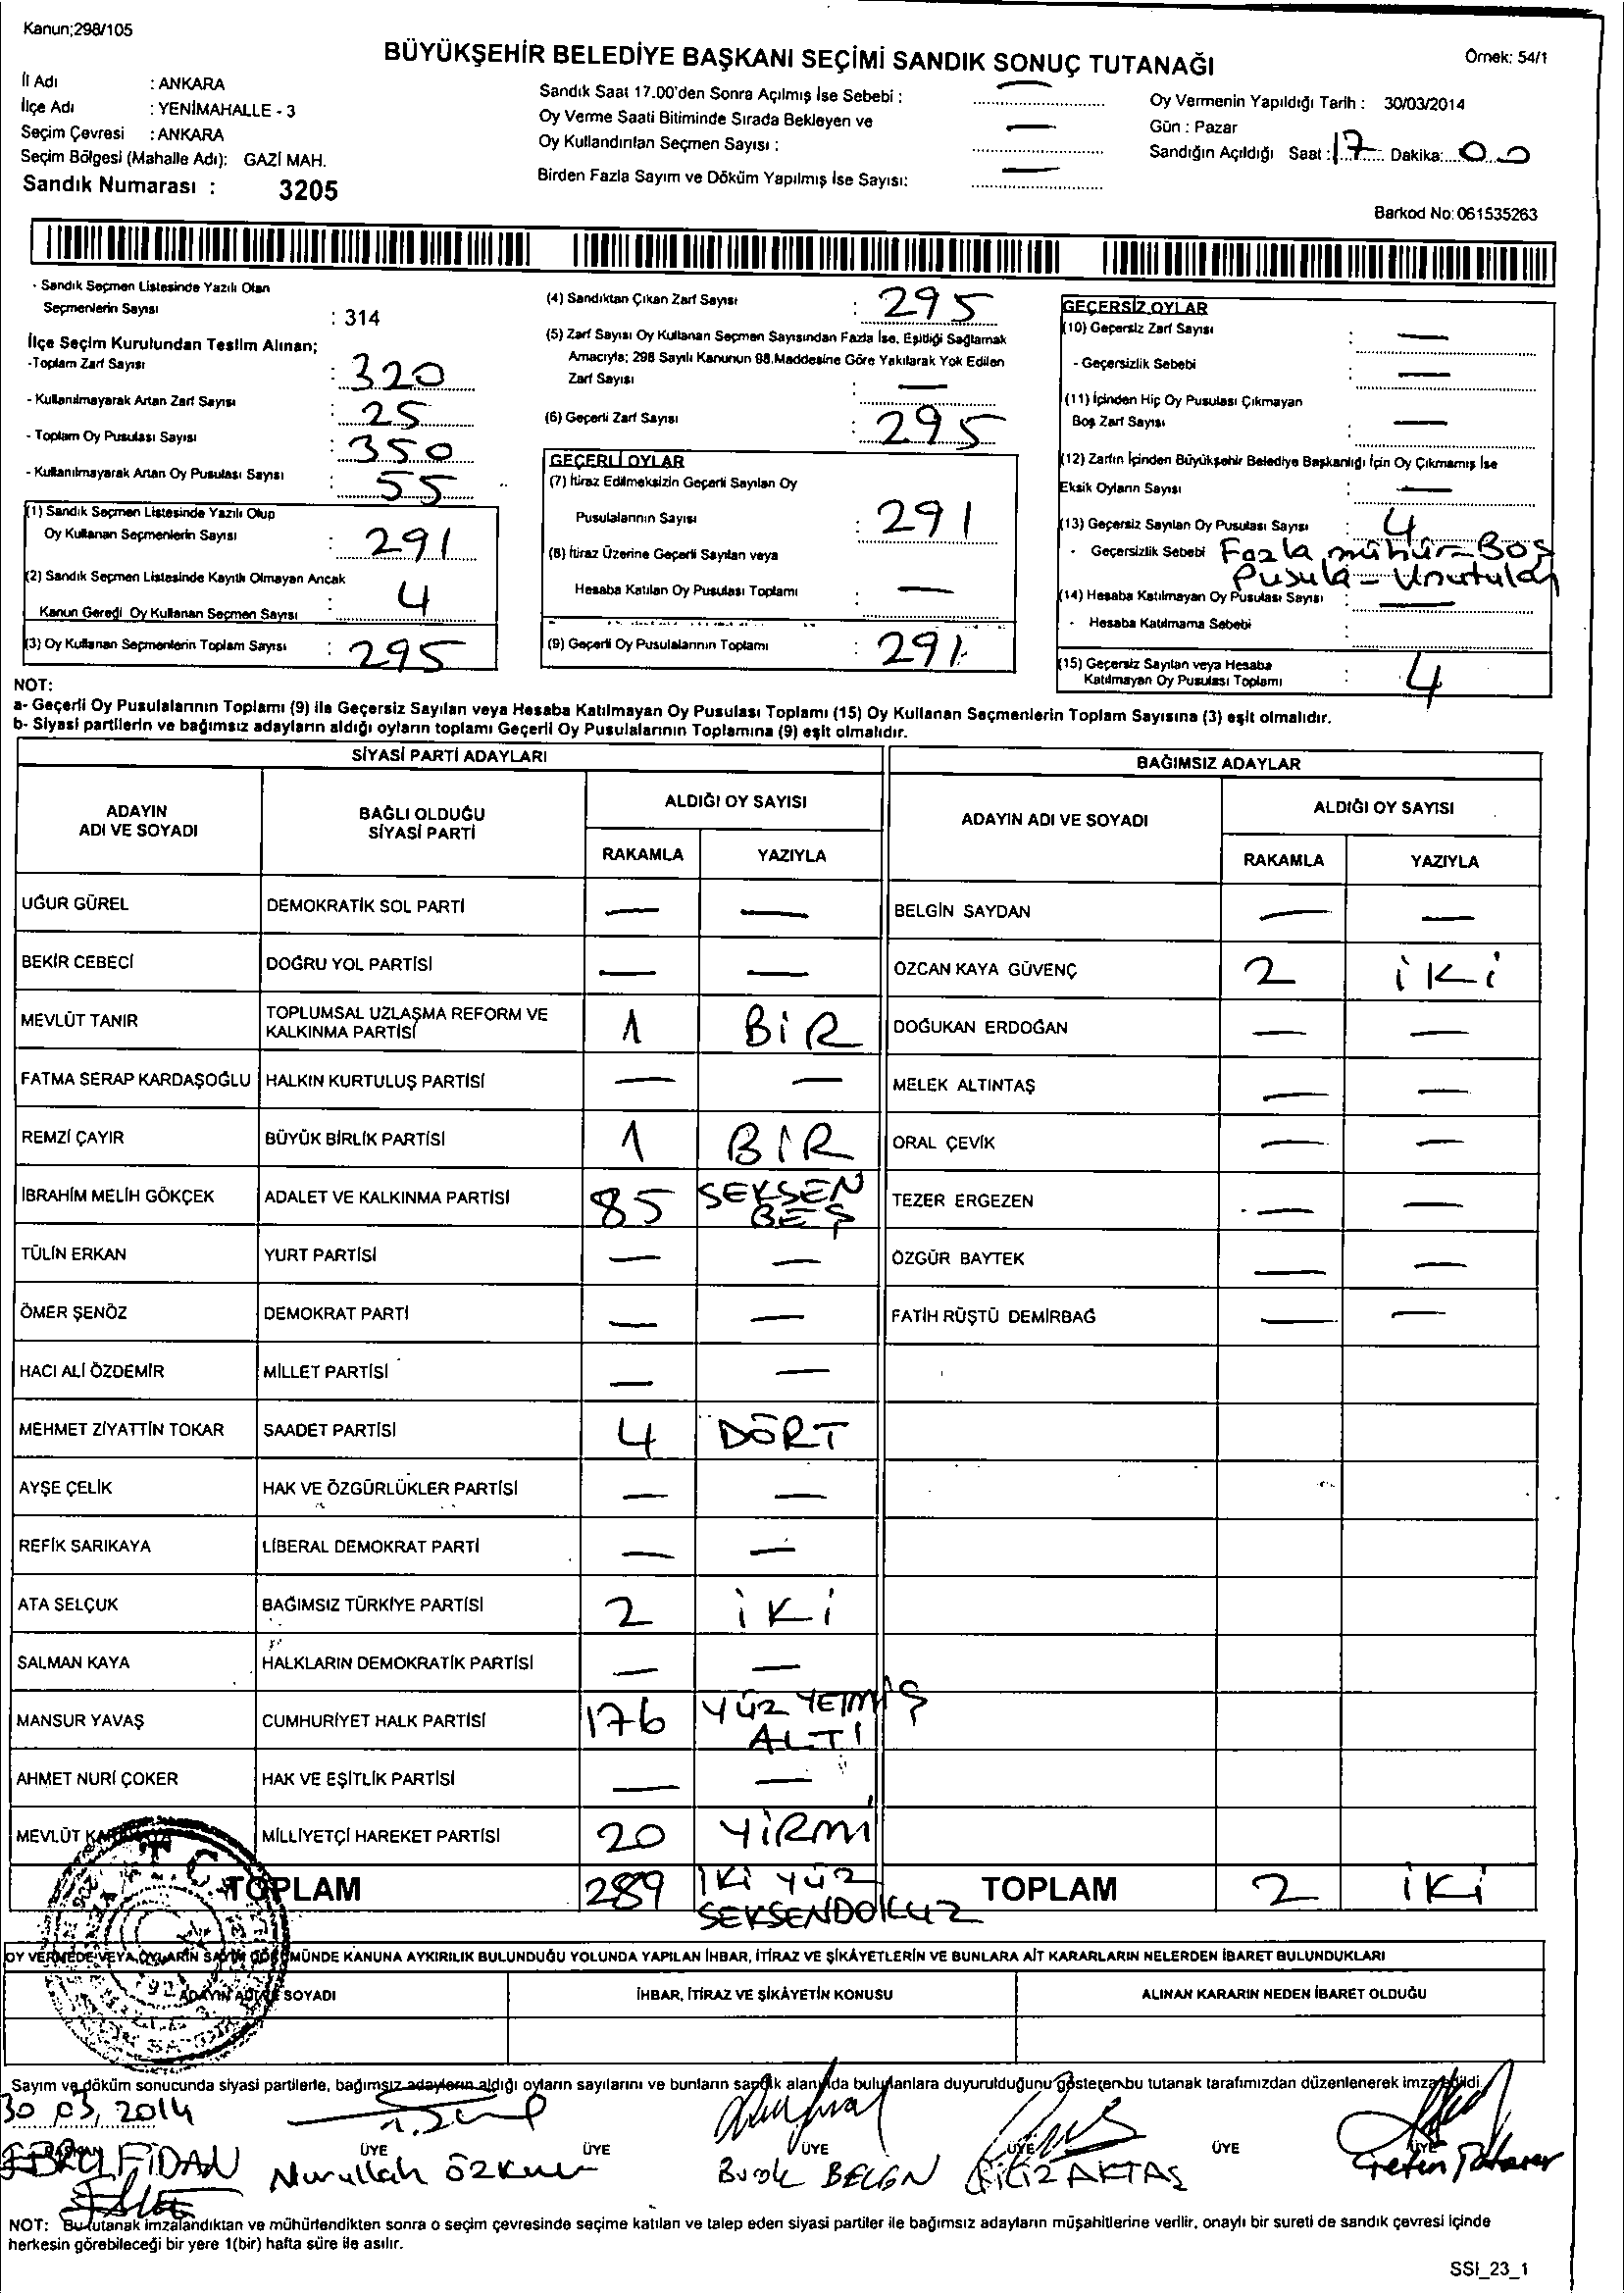 Kanun;298/105
BÜYÜKŞEHİR BELEDİYE BAŞKANI SEÇİMİ SANDIK SONUÇ TUTANAĞI
Örnek: 54/1
İl Adı : ANKARA
İlçe Adı : YENİMAHALLE - 3
Seçim Çevresi : ANKARA
Seçim Bölgesi (Mahalle Adı): GAZİ MAH.
Sandık Numarası : 3205
Sandık Saat 17.00'den Sonra Açılmış İse Sebebi : —
Oy Verme Saati Bitiminde Sırada Bekleyen ve
Oy Kullandırılan Seçmen Sayısı : —
Birden Fazla Sayım ve Döküm Yapılmış İse Sayısı: —
Oy Vermenin Yapıldığı Tarih : 30/03/2014
Gün : Pazar
Sandığın Açıldığı Saat : 17 Dakika: 00
Barkod No: 061535263
- Sandık Seçmen Listesinde Yazılı Olan
Seçmenlerin Sayısı : 314
İlçe Seçim Kurulundan Teslim Alınan;
-Toplam Zarf Sayısı : 320
- Kullanılmayarak Artan Zarf Sayısı : 25
- Toplam Oy Pusulası Sayısı : 350
- Kullanılmayarak Artan Oy Pusulası Sayısı : 55
(1) Sandık Seçmen Listesinde Yazılı Olup
Oy Kullanan Seçmenlerin Sayısı : 291
(2) Sandık Seçmen Listesinde Kayıtlı Olmayan Ancak
Kanun Gereği Oy Kullanan Seçmen Sayısı : 4
(3) Oy Kullanan Seçmenlerin Toplam Sayısı : 295
(4) Sandıktan Çıkan Zarf Sayısı : 295
(5) Zarf Sayısı Oy Kullanan Seçmen Sayısından Fazla İse, Eşitliği Sağlamak
Amacıyla; 298 Sayılı Kanunun 98.Maddesine Göre Yakılarak Yok Edilen
Zarf Sayısı : —
(6) Geçerli Zarf Sayısı : 295
GEÇERLİ OYLAR
(7) İtiraz Edilmeksizin Geçerli Sayılan Oy
Pusulalarının Sayısı : 291
(8) İtiraz Üzerine Geçerli Sayılan veya
Hesaba Katılan Oy Pusulası Toplamı : —
(9) Geçerli Oy Pusulalarının Toplamı : 291
GEÇERSİZ OYLAR
(10) Geçersiz Zarf Sayısı : —
- Geçersizlik Sebebi : —
(11) İçinden Hiç Oy Pusulası Çıkmayan
Boş Zarf Sayısı : —
(12) Zarfın İçinden Büyükşehir Belediye Başkanlığı İçin Oy Çıkmamış İse
Eksik Oyların Sayısı : —
(13) Geçersiz Sayılan Oy Pusulası Sayısı : 4
- Geçersizlik Sebebi Fazla mühür - Boş
Pusula - Unutulan
(14) Hesaba Katılmayan Oy Pusulası Sayısı : —
- Hesaba Katılmama Sebebi :
(15) Geçersiz Sayılan veya Hesaba
Katılmayan Oy Pusulası Toplamı : 4
NOT:
a- Geçerli Oy Pusulalarının Toplamı (9) ile Geçersiz Sayılan veya Hesaba Katılmayan Oy Pusulası Toplamı (15) Oy Kullanan Seçmenlerin Toplam Sayısına (3) eşit olmalıdır.
b- Siyasi partilerin ve bağımsız adayların aldığı oyların toplamı Geçerli Oy Pusulalarının Toplamına (9) eşit olmalıdır.
SİYASİ PARTİ ADAYLARI
BAĞIMSIZ ADAYLAR
ADAYIN ADI VE SOYADI
BAĞLI OLDUĞU SİYASİ PARTİ
ALDIĞI OY SAYISI
RAKAMLA YAZIYLA
ADAYIN ADI VE SOYADI
ALDIĞI OY SAYISI
RAKAMLA YAZIYLA
UĞUR GÜREL DEMOKRATİK SOL PARTİ — — BELGİN SAYDAN — —
BEKİR CEBECİ DOĞRU YOL PARTİSİ — — ÖZCAN KAYA GÜVENÇ 2 İKİ
MEVLÜT TANIR TOPLUMSAL UZLAŞMA REFORM VE KALKINMA PARTİSİ 1 BİR DOĞUKAN ERDOĞAN — —
FATMA SERAP KARDAŞOĞLU HALKIN KURTULUŞ PARTİSİ — — MELEK ALTINTAŞ — —
REMZİ ÇAYIR BÜYÜK BİRLİK PARTİSİ 1 BİR ORAL ÇEVİK — —
İBRAHİM MELİH GÖKÇEK ADALET VE KALKINMA PARTİSİ 85 SEKSEN BEŞ TEZER ERGEZEN — —
TÜLİN ERKAN YURT PARTİSİ — — ÖZGÜR BAYTEK — —
ÖMER ŞENÖZ DEMOKRAT PARTİ — — FATİH RÜŞTÜ DEMİRBAĞ — —
HACI ALİ ÖZDEMİR MİLLET PARTİSİ — —
MEHMET ZİYATTİN TOKAR SAADET PARTİSİ 4 DÖRT
AYŞE ÇELİK HAK VE ÖZGÜRLÜKLER PARTİSİ — —
REFİK SARIKAYA LİBERAL DEMOKRAT PARTİ — —
ATA SELÇUK BAĞIMSIZ TÜRKİYE PARTİSİ 2 İKİ
SALMAN KAYA HALKLARIN DEMOKRATİK PARTİSİ — —
MANSUR YAVAŞ CUMHURİYET HALK PARTİSİ 176 YÜZ YETMİŞ ALTI
AHMET NURİ ÇOKER HAK VE EŞİTLİK PARTİSİ — —
MEVLÜT MİLLİYETÇİ HAREKET PARTİSİ 20 YİRMİ
TOPLAM 289 İKİ YÜZ SEKSENDOKUZ TOPLAM 2 İKİ
OY VERMEDE VEYA OYLARIN SAYIM DÖKÜMÜNDE KANUNA AYKIRILIK BULUNDUĞU YOLUNDA YAPILAN İHBAR, İTİRAZ VE ŞİKÂYETLERİN VE BUNLARA AİT KARARLARIN NELERDEN İBARET BULUNDUKLARI
ADAYIN ADI VE SOYADI İHBAR, İTİRAZ VE ŞİKÂYETİN KONUSU ALINAN KARARIN NEDEN İBARET OLDUĞU
Sayım ve döküm sonucunda siyasi partilerle, bağımsız adayların aldığı oyların sayılarını ve bunların sandık alanında bulunanlara duyurulduğunu gösteren bu tutanak tarafımızdan düzenlenerek imza edildi.
30 03, 2014
BAŞKAN ÜYE ÜYE ÜYE ÜYE ÜYE ÜYE
EBRU FİDAN Nurullah Burak FİLİZ AKTAŞ
NOT: Bu tutanak imzalandıktan ve mühürlendikten sonra o seçim çevresinde seçime katılan ve talep eden siyasi partiler ile bağımsız adayların müşahitlerine verilir, onaylı bir sureti de sandık çevresi içinde
herkesin görebileceği bir yere 1(bir) hafta süre ile asılır.
SSI_23_1